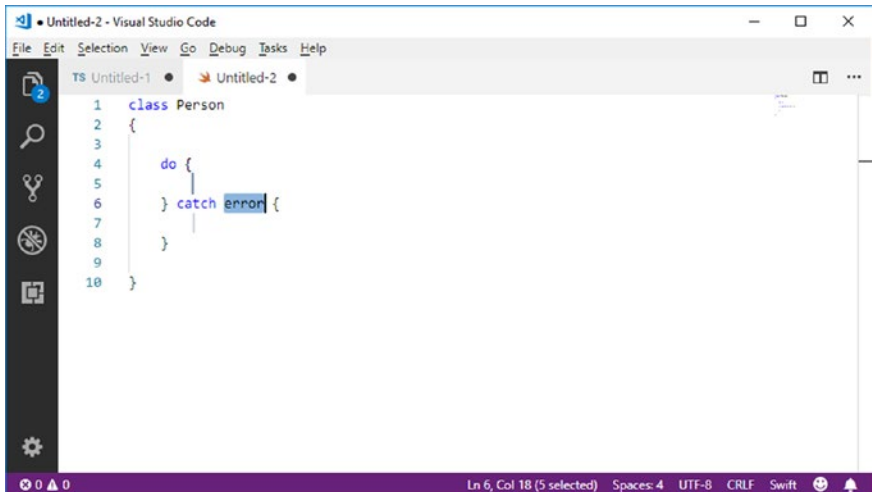 ● Untitled-2 - Visual Studio Code
File Edit Selection View Go Debug Tasks Help
TS Untitled-1 ● Untitled-2 ● ...
2
1 class Person
2 {
3
4 do {
5
6 } catch error {
7
8 }
9
10 }
0 0 Ln 6, Col 18 (5 selected) Spaces: 4 UTF-8 CRLF Swift